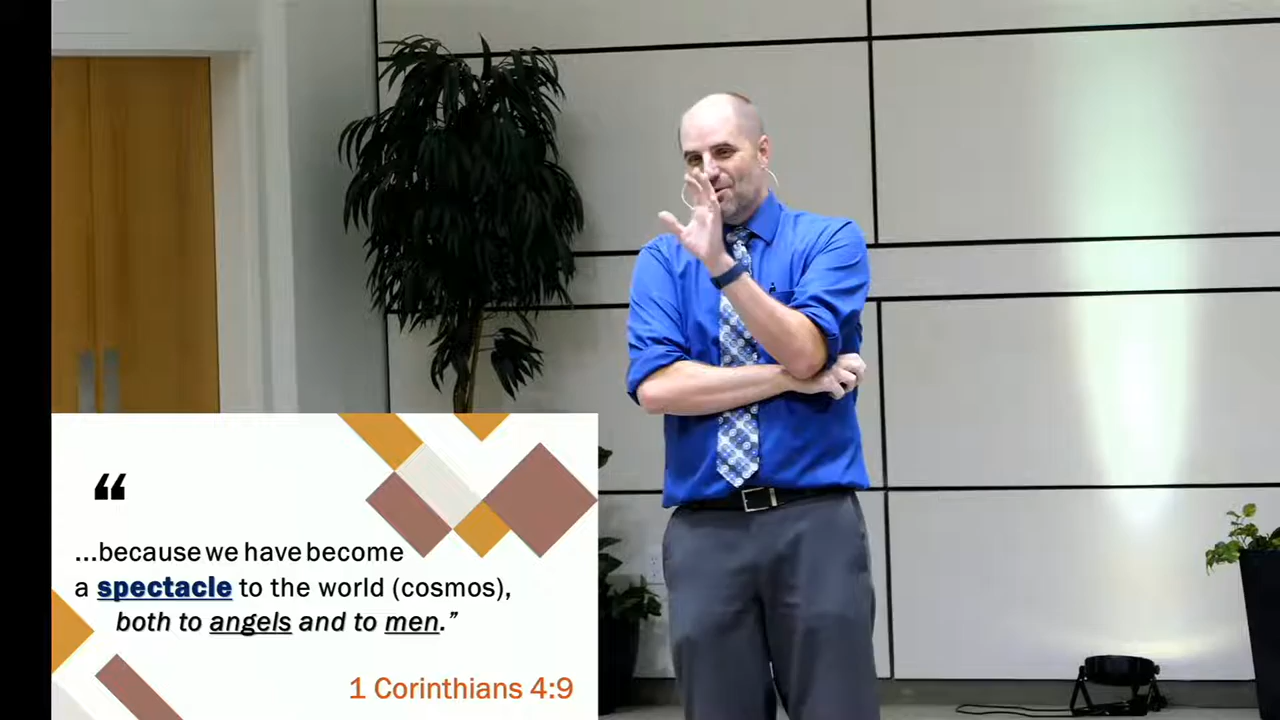 “
...because we have become
a spectacle to the world (cosmos),
both to angels and to men.”
1 Corinthians 4:9